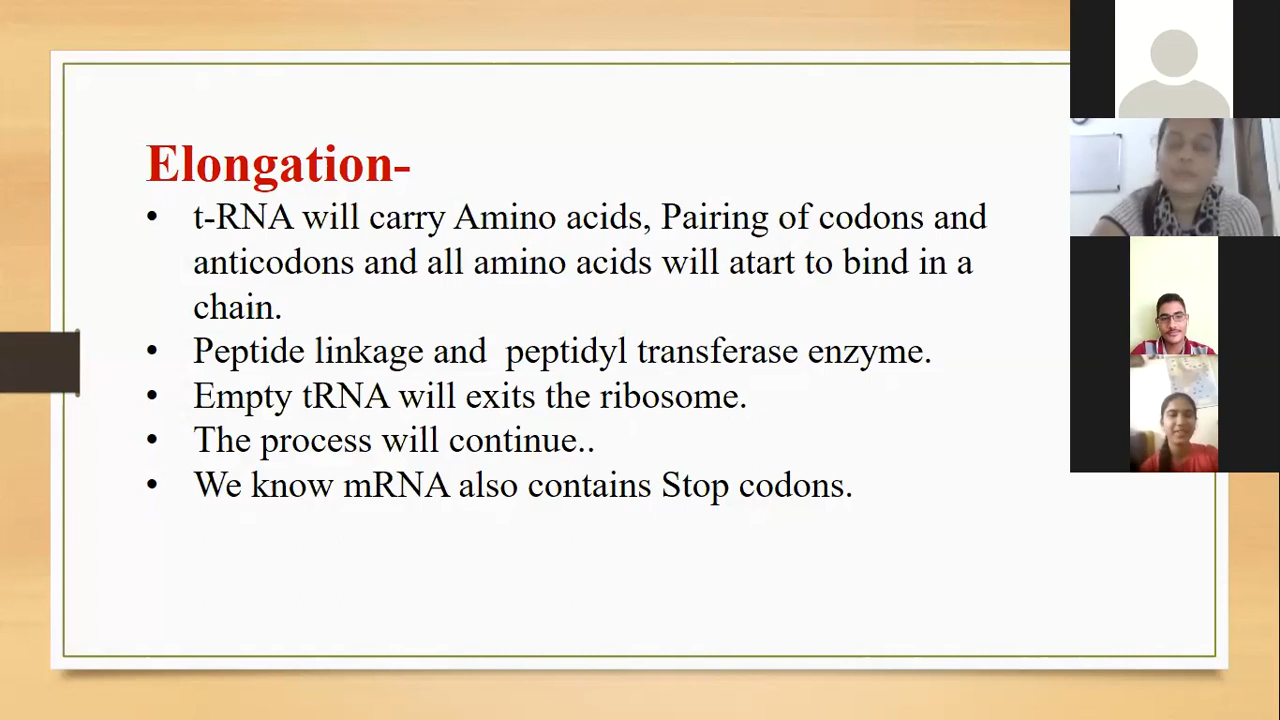 Elongation-
• t-RNA will carry Amino acids, Pairing of codons and
anticodons and all amino acids will atart to bind in a
chain.
• Peptide linkage and  peptidyl transferase enzyme.
• Empty tRNA will exits the ribosome.
• The process will continue..
• We know mRNA also contains Stop codons.